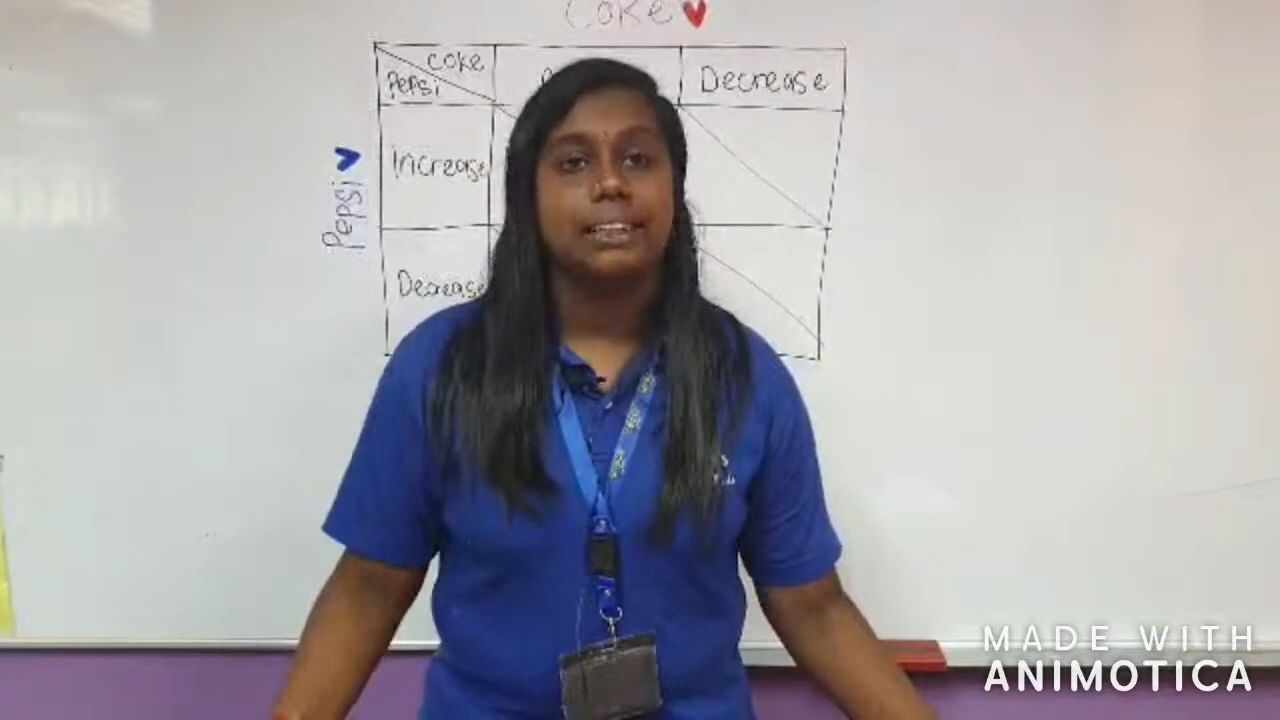 Coke
Coke
Pepsi
Decrease
Increase
Pepsi
Decrease
MADE WITH
ANIMOTICA